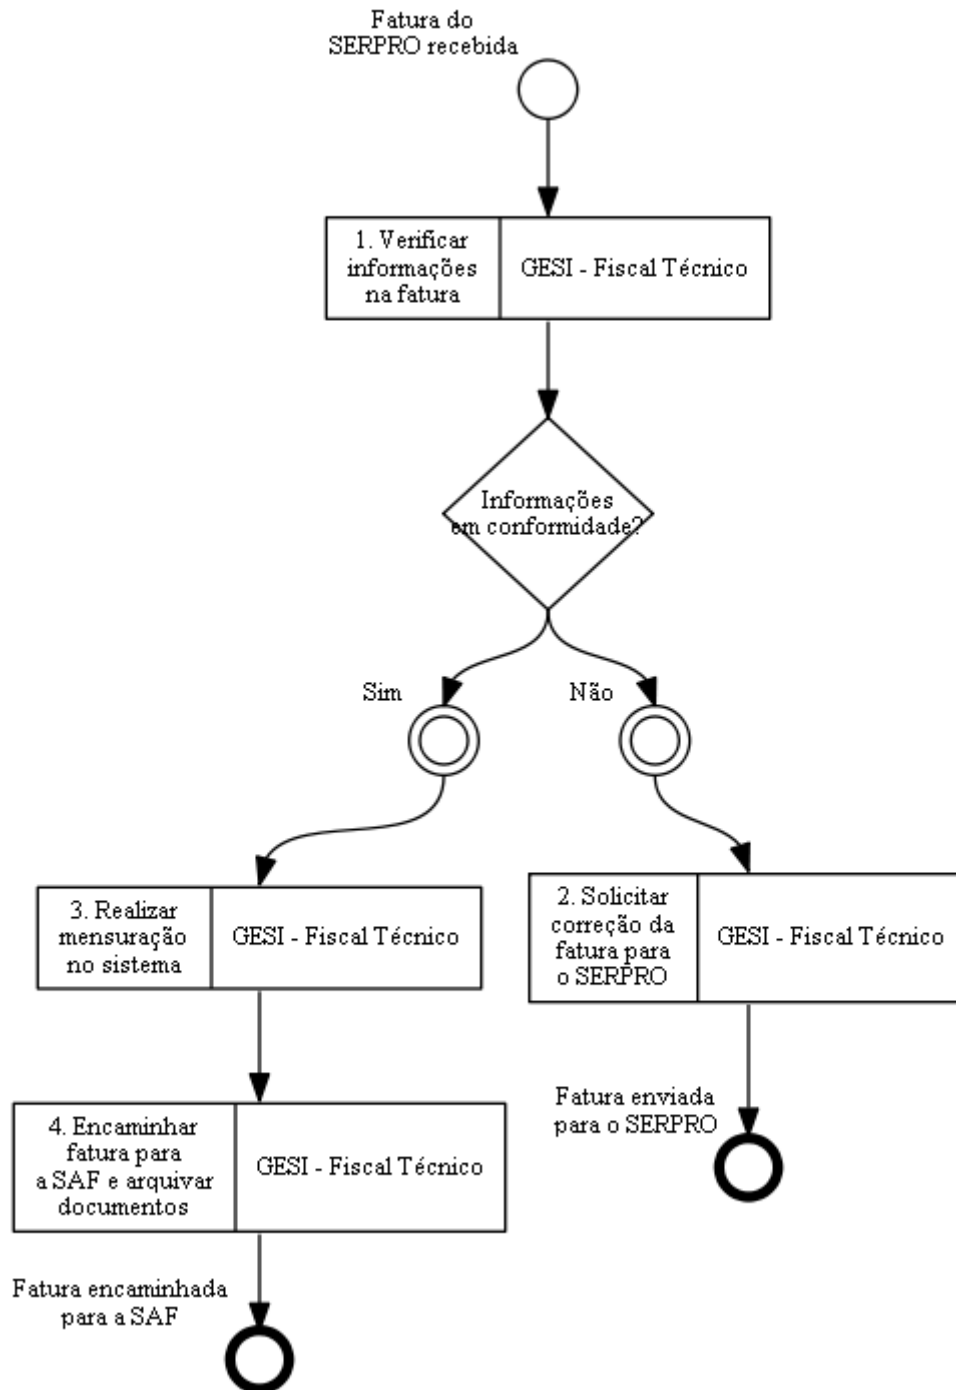 Fatura do
SERPRO recebida
1. Verificar
informações
na fatura
GESI - Fiscal Técnico
Informações
em conformidade?
Sim
Não
3. Realizar
mensuração
no sistema
GESI - Fiscal Técnico
2. Solicitar
correção da
fatura para
o SERPRO
GESI - Fiscal Técnico
4. Encaminhar
fatura para
a SAF e arquivar
documentos
GESI - Fiscal Técnico
Fatura enviada
para o SERPRO
Fatura encaminhada
para a SAF